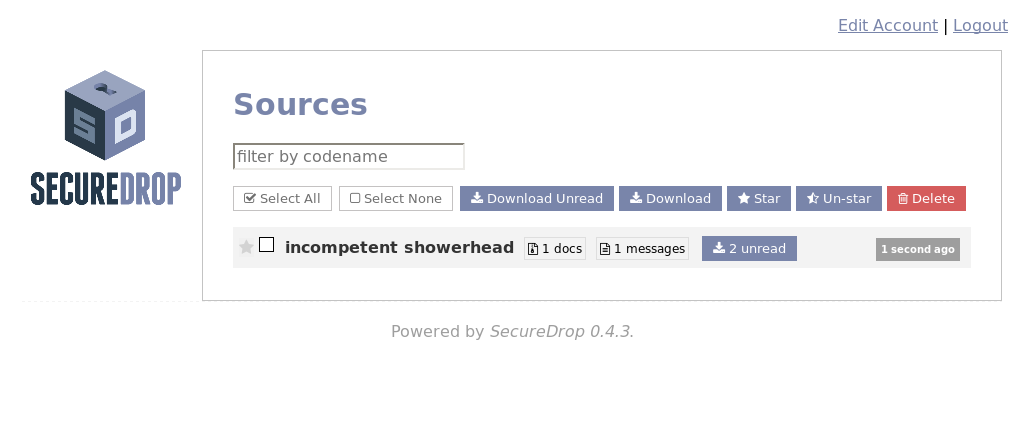 Edit Account | Logout
SD
SECUREDROP
Sources
filter by codename
Select All Select None Download Unread Download Star Un-star Delete
incompetent showerhead 1 docs 1 messages 2 unread 1 second ago
Powered by SecureDrop 0.4.3.